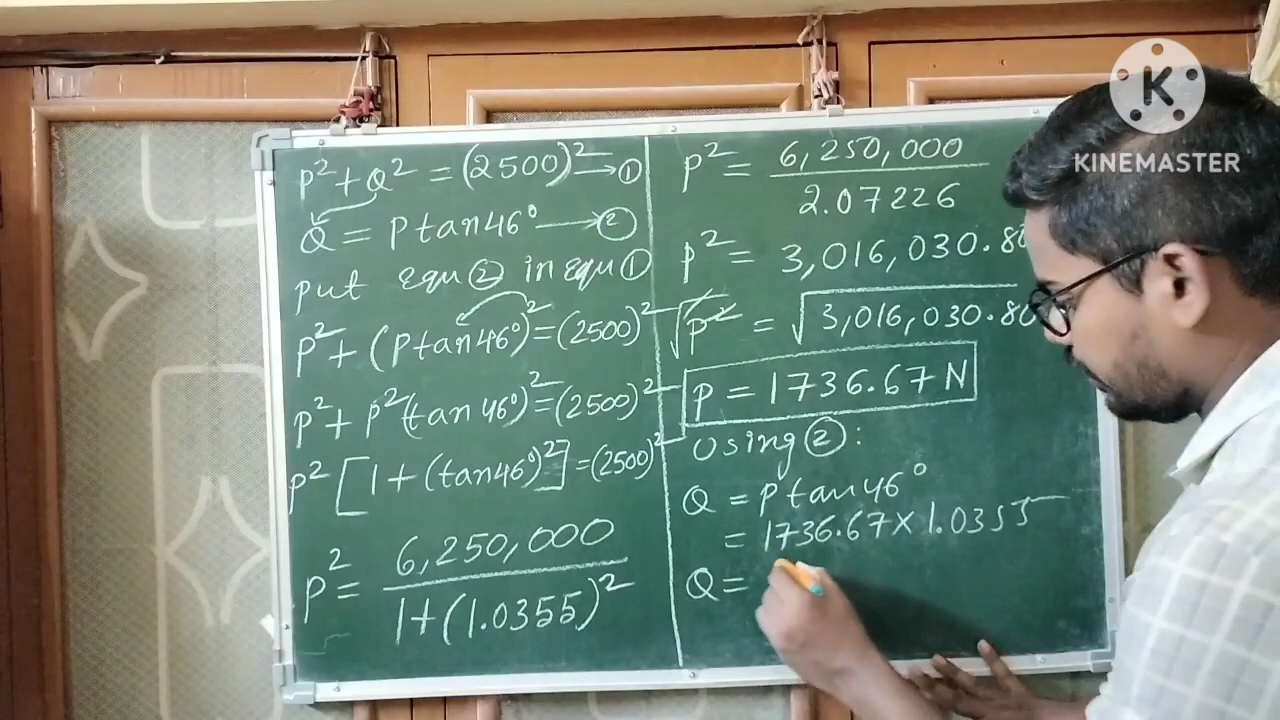 P² + Q² = (2500)² → ①
Q = P tan 46° → ②
put equ ② in equ ①
P² + (P tan 46°)² = (2500)²
P² + P² (tan 46°)² = (2500)²
P² [1 + (tan 46°)²] = (2500)²
P² = 6,250,000 / 1 + (1.0355)²
P² = 6,250,000 / 2.07226
P² = 3,016,030.8
√P² = √3,016,030.8
P = 1736.67 N
Using ②:
Q = P tan 46°
= 1736.67 × 1.0355
Q =
K
KINEMASTER